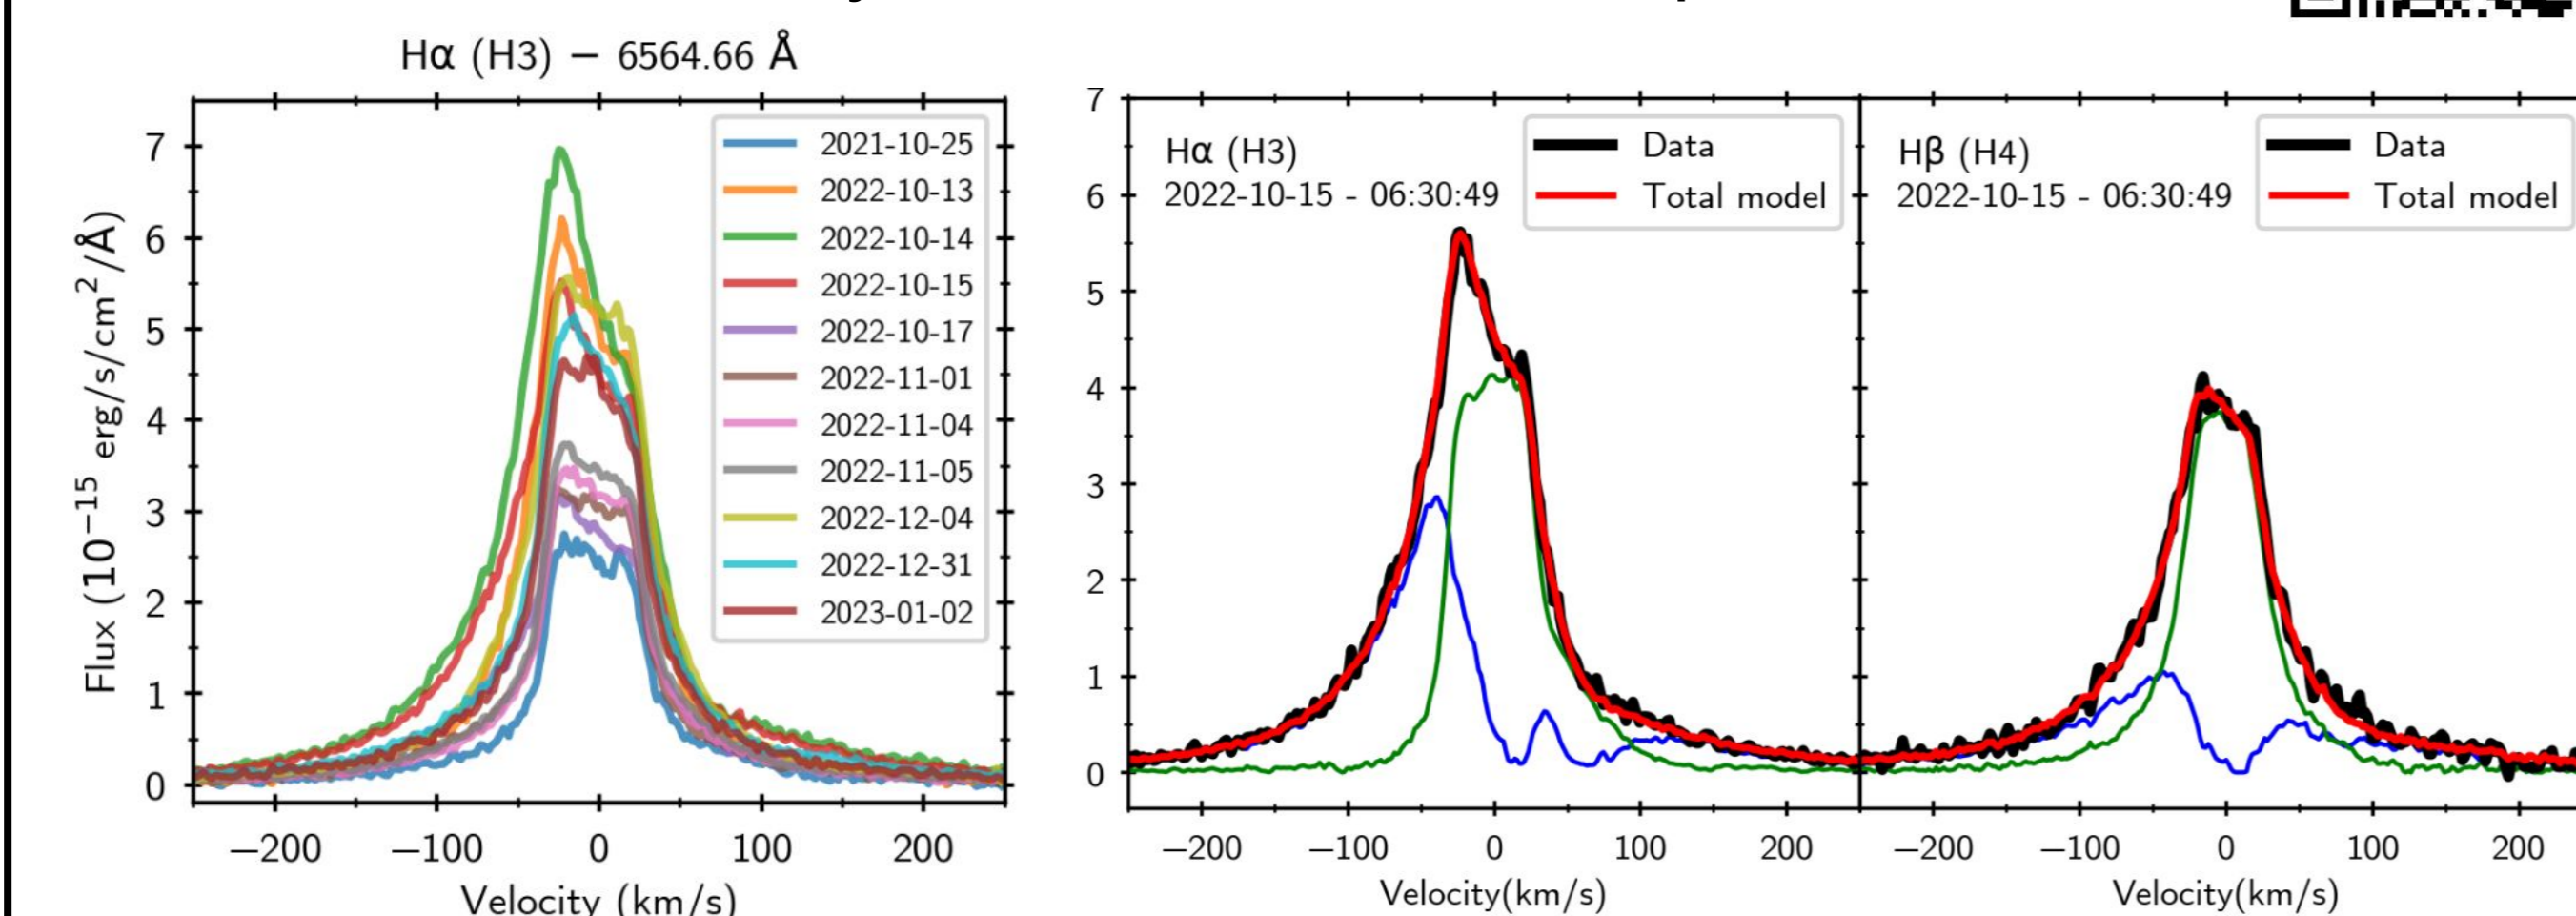 Hα (H3) − 6564.66 Å
Flux (10−15 erg/s/cm2/Å)
7
6
5
4
3
2
1
0
2021-10-25
2022-10-13
2022-10-14
2022-10-15
2022-10-17
2022-11-01
2022-11-04
2022-11-05
2022-12-04
2022-12-31
2023-01-02
−200 −100 0 100 200
Velocity (km/s)
7
6
5
4
3
2
1
0
Hα (H3)
2022-10-15 - 06:30:49
Data
Total model
−200 −100 0 100 200
Velocity(km/s)
Hβ (H4)
2022-10-15 - 06:30:49
Data
Total model
−200 −100 0 100 200
Velocity(km/s)